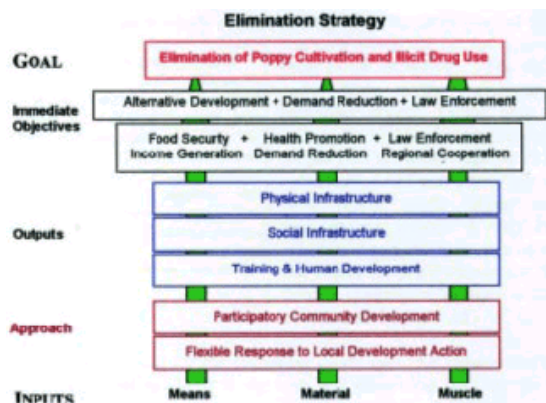 Elimination Strategy
GOAL
Elimination of Poppy Cultivation and Illicit Drug Use
Immediate
Objectives
Alternative Development + Demand Reduction + Law Enforcement
Food Securty + Health Promotion + Law Enforcement
Income Generation Demand Reduction Regional Cooperation
Outputs
Physical Infrastructure
Social Infrastructure
Training & Human Development
Approach
Participatory Community Development
Flexible Response to Local Development Action
INPUTS
Means Material Muscle